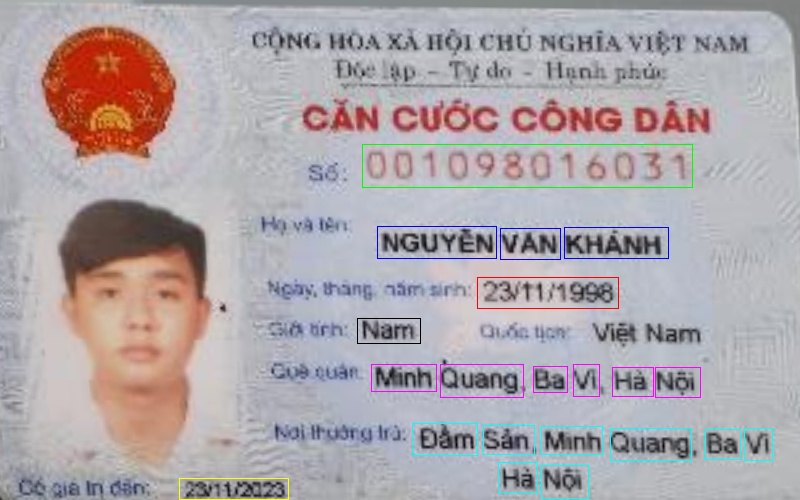 CỘNG HÒA XÃ HỘI CHỦ NGHĨA VIỆT NAM
Độc lập - Tự do - Hạnh phúc
CĂN CƯỚC CÔNG DÂN
Số: 001098016031
Họ và tên: NGUYỄN VĂN KHÁNH
Ngày, tháng, năm sinh: 23/11/1998
Giới tính: Nam Quốc tịch: Việt Nam
Quê quán: Minh Quang, Ba Vì, Hà Nội
Nơi thường trú: Đầm Sản, Minh Quang, Ba Vì
Hà Nội
Có giá trị đến: 23/11/2023